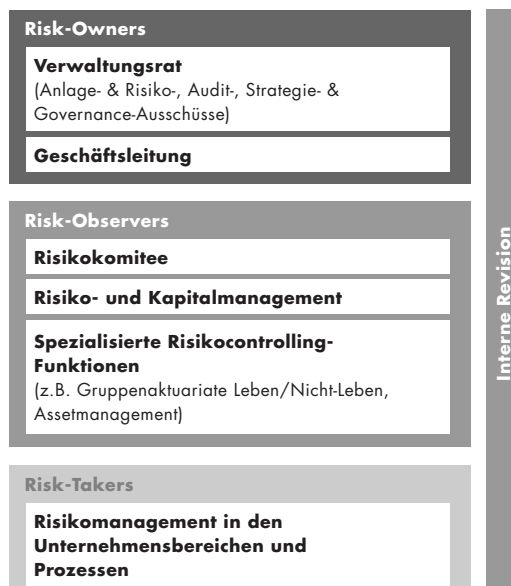 Risk-Owners
Verwaltungsrat
(Anlage- & Risiko-, Audit-, Strategie- &
Governance-Ausschüsse)
Geschäftsleitung
Risk-Observers
Risikokomitee
Risiko- und Kapitalmanagement
Spezialisierte Risikocontrolling-
Funktionen
(z.B. Gruppenaktuariate Leben/Nicht-Leben,
Assetmanagement)
Risk-Takers
Risikomanagement in den
Unternehmensbereichen und
Prozessen
Interne Revision